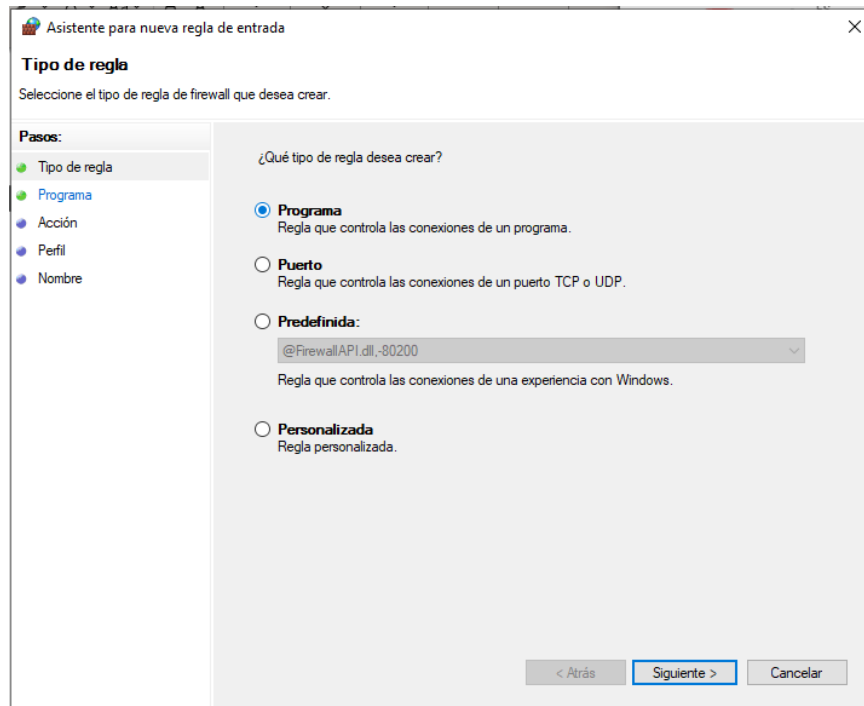 Asistente para nueva regla de entrada
Tipo de regla
Seleccione el tipo de regla de firewall que desea crear.
Pasos:
Tipo de regla
Programa
Acción
Perfil
Nombre
¿Qué tipo de regla desea crear?
Programa
Regla que controla las conexiones de un programa.
Puerto
Regla que controla las conexiones de un puerto TCP o UDP.
Predefinida:
@FirewallAPI.dll,-80200
Regla que controla las conexiones de una experiencia con Windows.
Personalizada
Regla personalizada.
< Atrás
Siguiente >
Cancelar